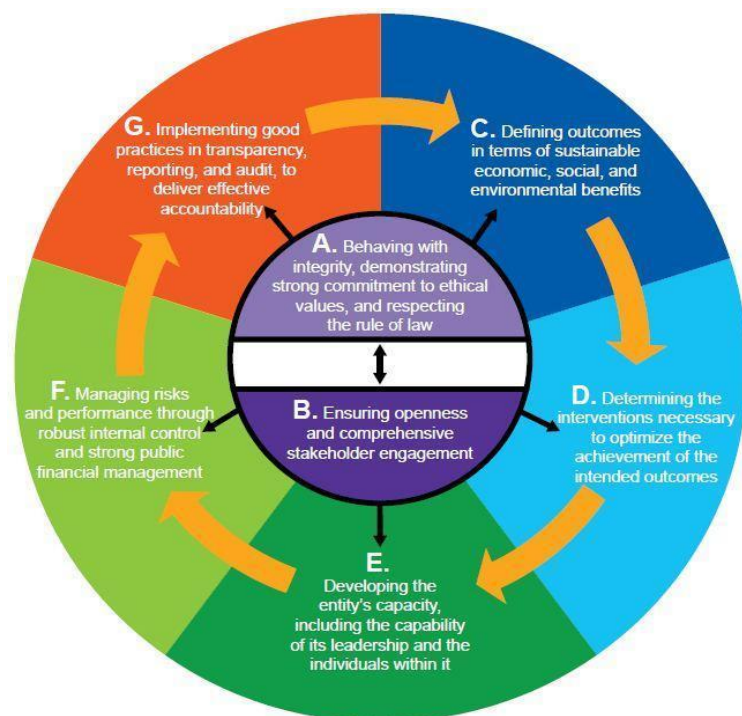 G. Implementing good
practices in transparency,
reporting, and audit, to
deliver effective
accountability
C. Defining outcomes
in terms of sustainable
economic, social, and
environmental benefits
A. Behaving with
integrity, demonstrating
strong commitment to ethical
values, and respecting
the rule of law
F. Managing risks
and performance through
robust internal control
and strong public
financial management
B. Ensuring openness
and comprehensive
stakeholder engagement
D. Determining the
interventions necessary
to optimize the
achievement of the
intended outcomes
E.
Developing the
entity's capacity,
including the capability
of its leadership and the
individuals within it